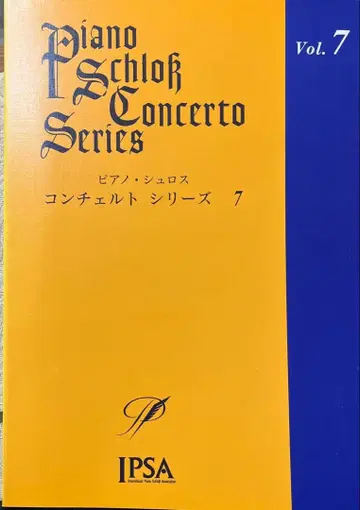 Piano
Schloß
Concerto
Series
Vol. 7
ピアノ・シュロス
コンチェルト シリーズ 7
IPSA